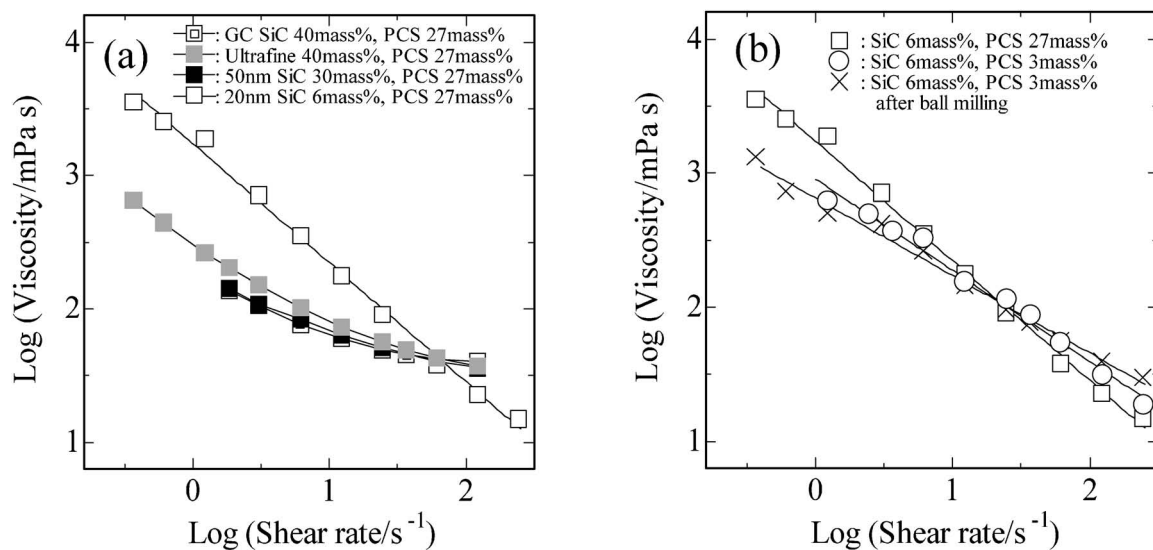 (a)
: GC SiC 40mass%, PCS 27mass%
: Ultrafine 40mass%, PCS 27mass%
: 50nm SiC 30mass%, PCS 27mass%
: 20nm SiC 6mass%, PCS 27mass%
4
3
2
1
Log (Viscosity/mPa s)
0 1 2
Log (Shear rate/s⁻¹)
(b)
: SiC 6mass%, PCS 27mass%
: SiC 6mass%, PCS 3mass%
: SiC 6mass%, PCS 3mass%
after ball milling
4
3
2
1
Log (Viscosity/mPa s)
0 1 2
Log (Shear rate/s⁻¹)